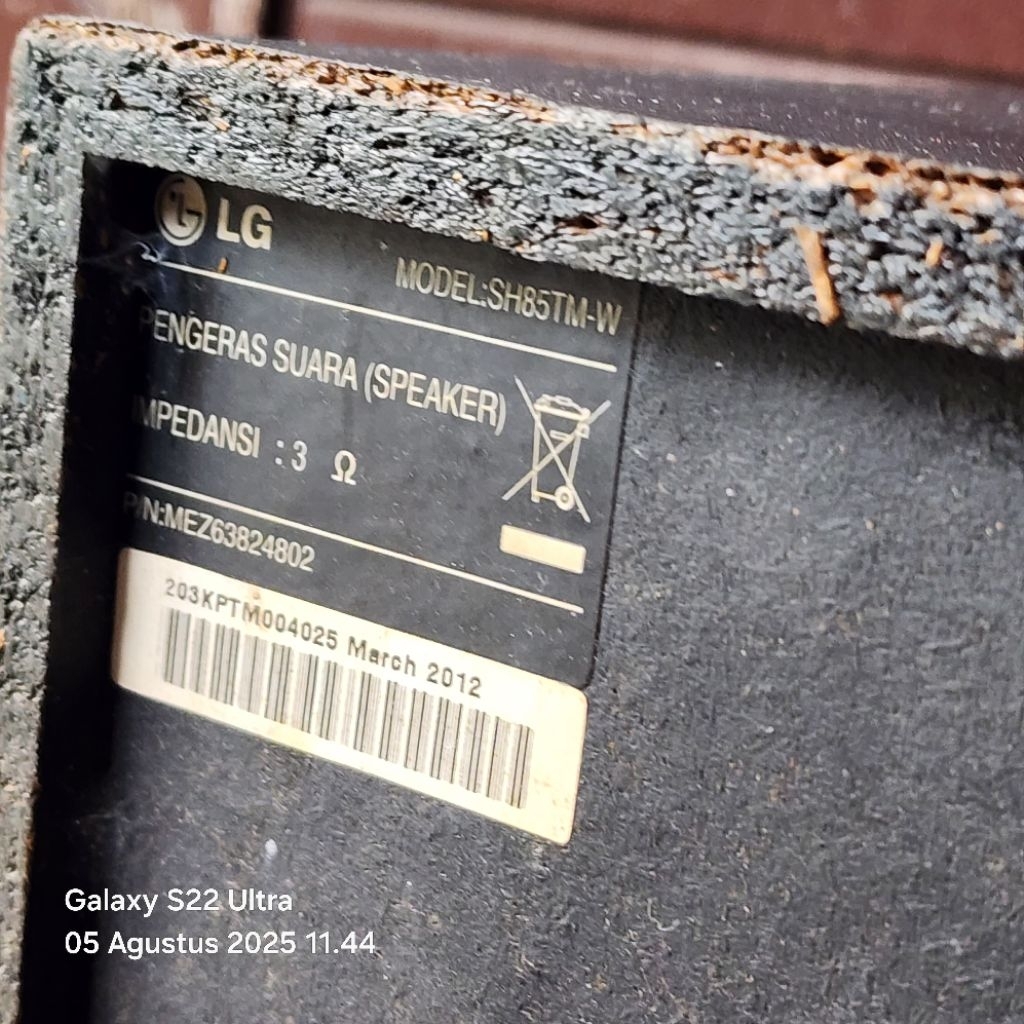 LG
MODEL:SH85TM-W
PENGERAS SUARA (SPEAKER)
IMPEDANSI : 3 Ω
P/N:MEZ63824802
203KPTM004025 March 2012
Galaxy S22 Ultra
05 Agustus 2025 11.44